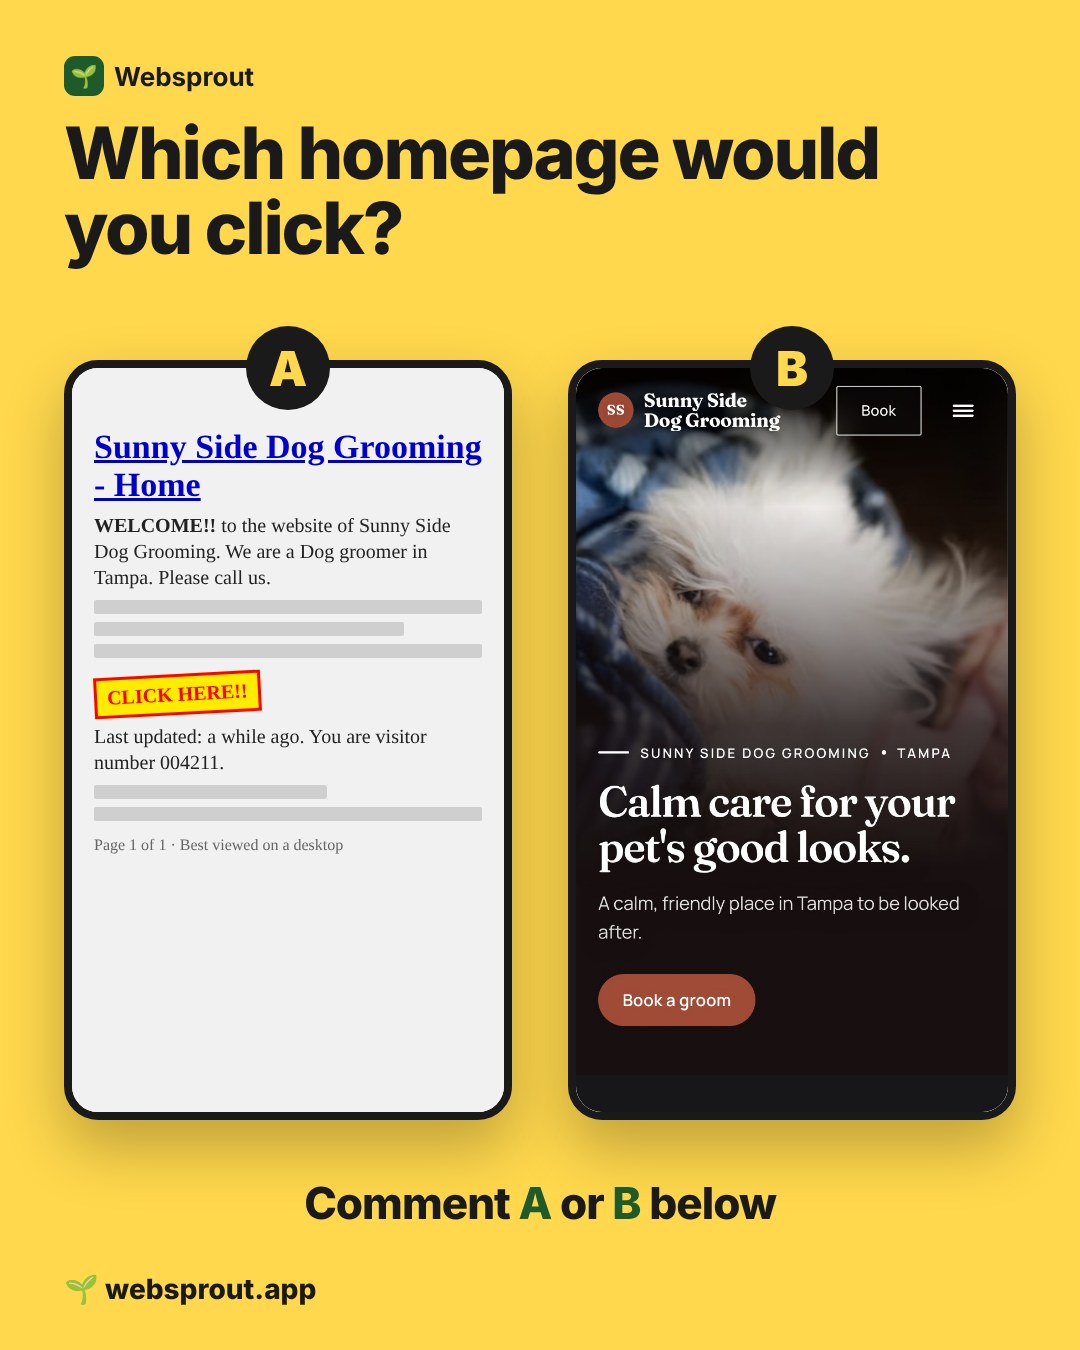 Websprout
Which homepage would
you click?
A
Sunny Side Dog Grooming
- Home
WELCOME!! to the website of Sunny Side
Dog Grooming. We are a Dog groomer in
Tampa. Please call us.
CLICK HERE!!
Last updated: a while ago. You are visitor
number 004211.
Page 1 of 1 · Best viewed on a desktop
B
SS
Sunny Side
Dog Grooming
Book
SUNNY SIDE DOG GROOMING • TAMPA
Calm care for your
pet's good looks.
A calm, friendly place in Tampa to be looked
after.
Book a groom
Comment A or B below
websprout.app